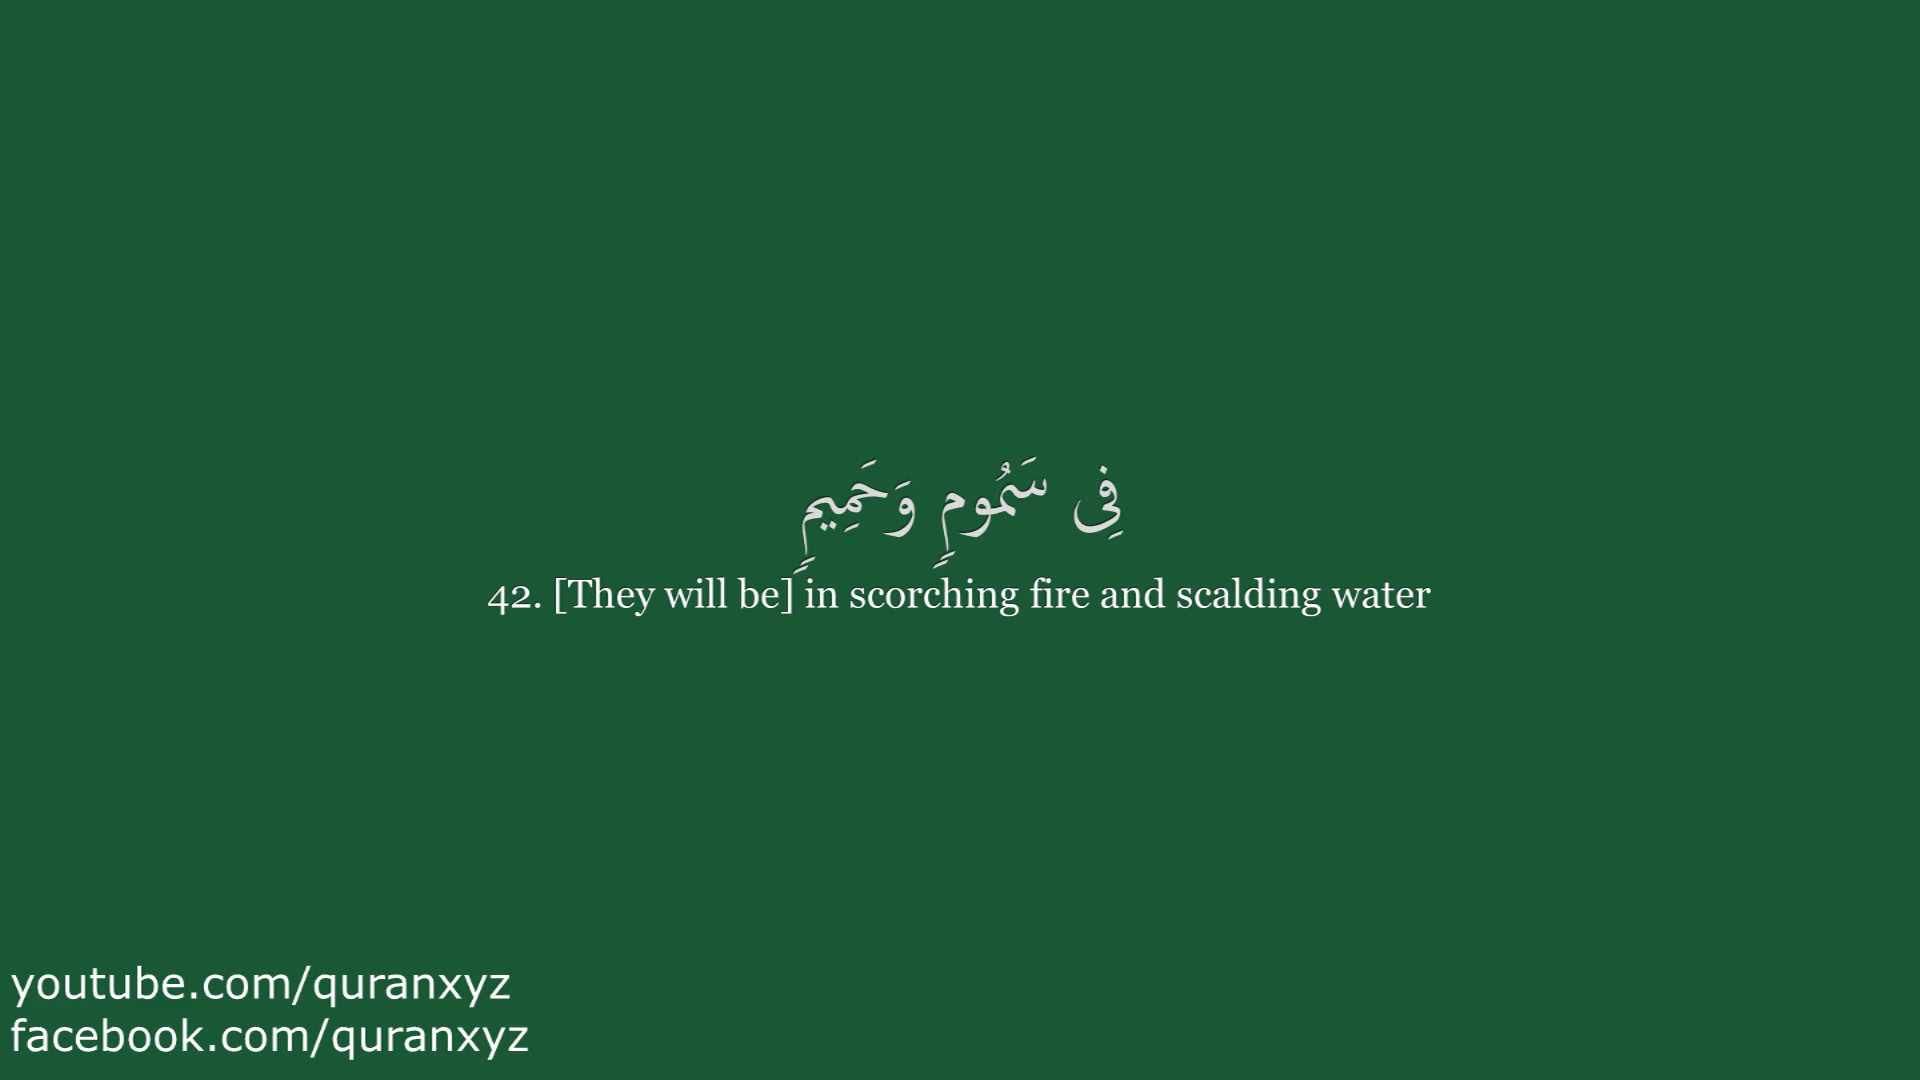 فِى سَمُومٍ وَحَمِيمٍ
42. [They will be] in scorching fire and scalding water
youtube.com/quranxyz
facebook.com/quranxyz